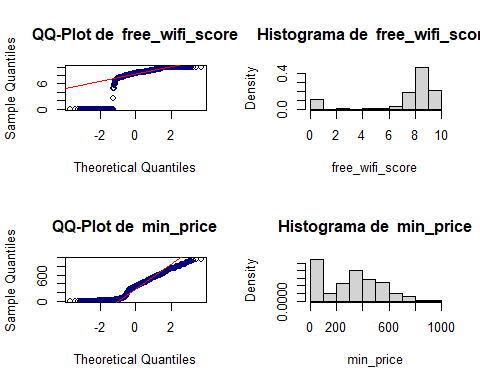 QQ-Plot de free_wifi_score
Sample Quantiles
0 6
-2 0 2
Theoretical Quantiles
Histograma de free_wifi_scor
Density
0.0 0.4
0 2 4 6 8 10
free_wifi_score
QQ-Plot de min_price
Sample Quantiles
0 600
-2 0 2
Theoretical Quantiles
Histograma de min_price
Density
0.0000
0 200 600 1000
min_price